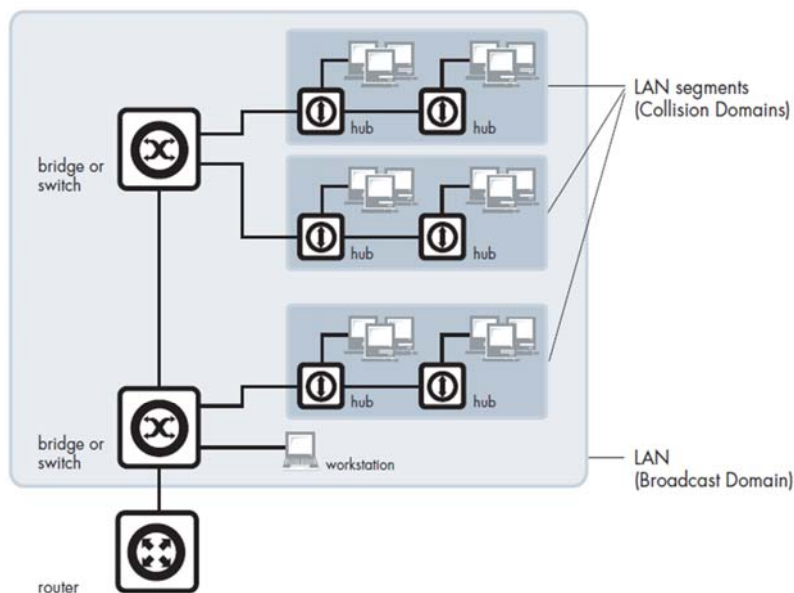 hub
hub
LAN segments
(Collision Domains)
bridge or
switch
hub
hub
hub
hub
bridge or
switch
workstation
LAN
(Broadcast Domain)
router